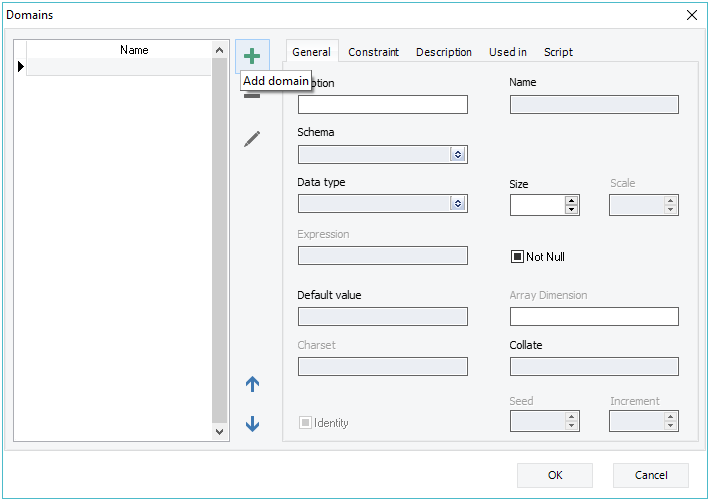 Domains
Name
General Constraint Description Used in Script
Add domain
ption Name
Schema
Data type Size Scale
Expression
Not Null
Default value Array Dimension
Charset Collate
Seed Increment
Identity
OK Cancel